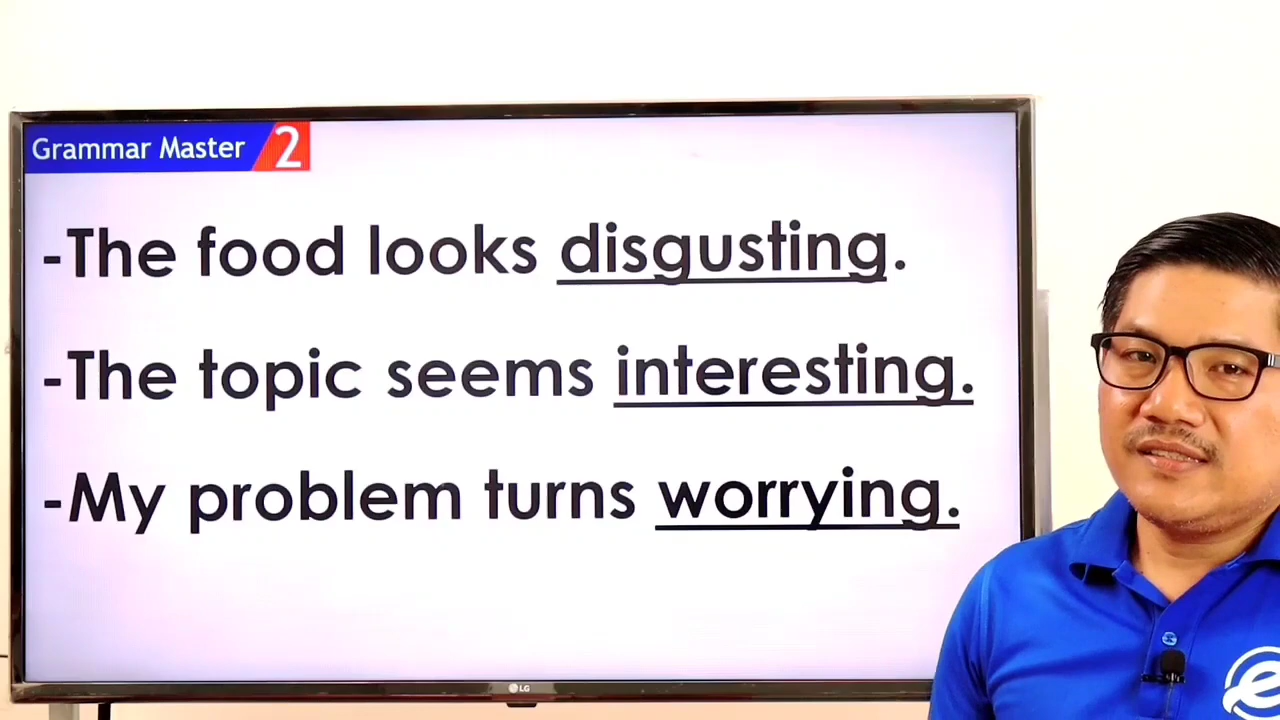 Grammar Master 2
-The food looks disgusting.
-The topic seems interesting.
-My problem turns worrying.
LG
e